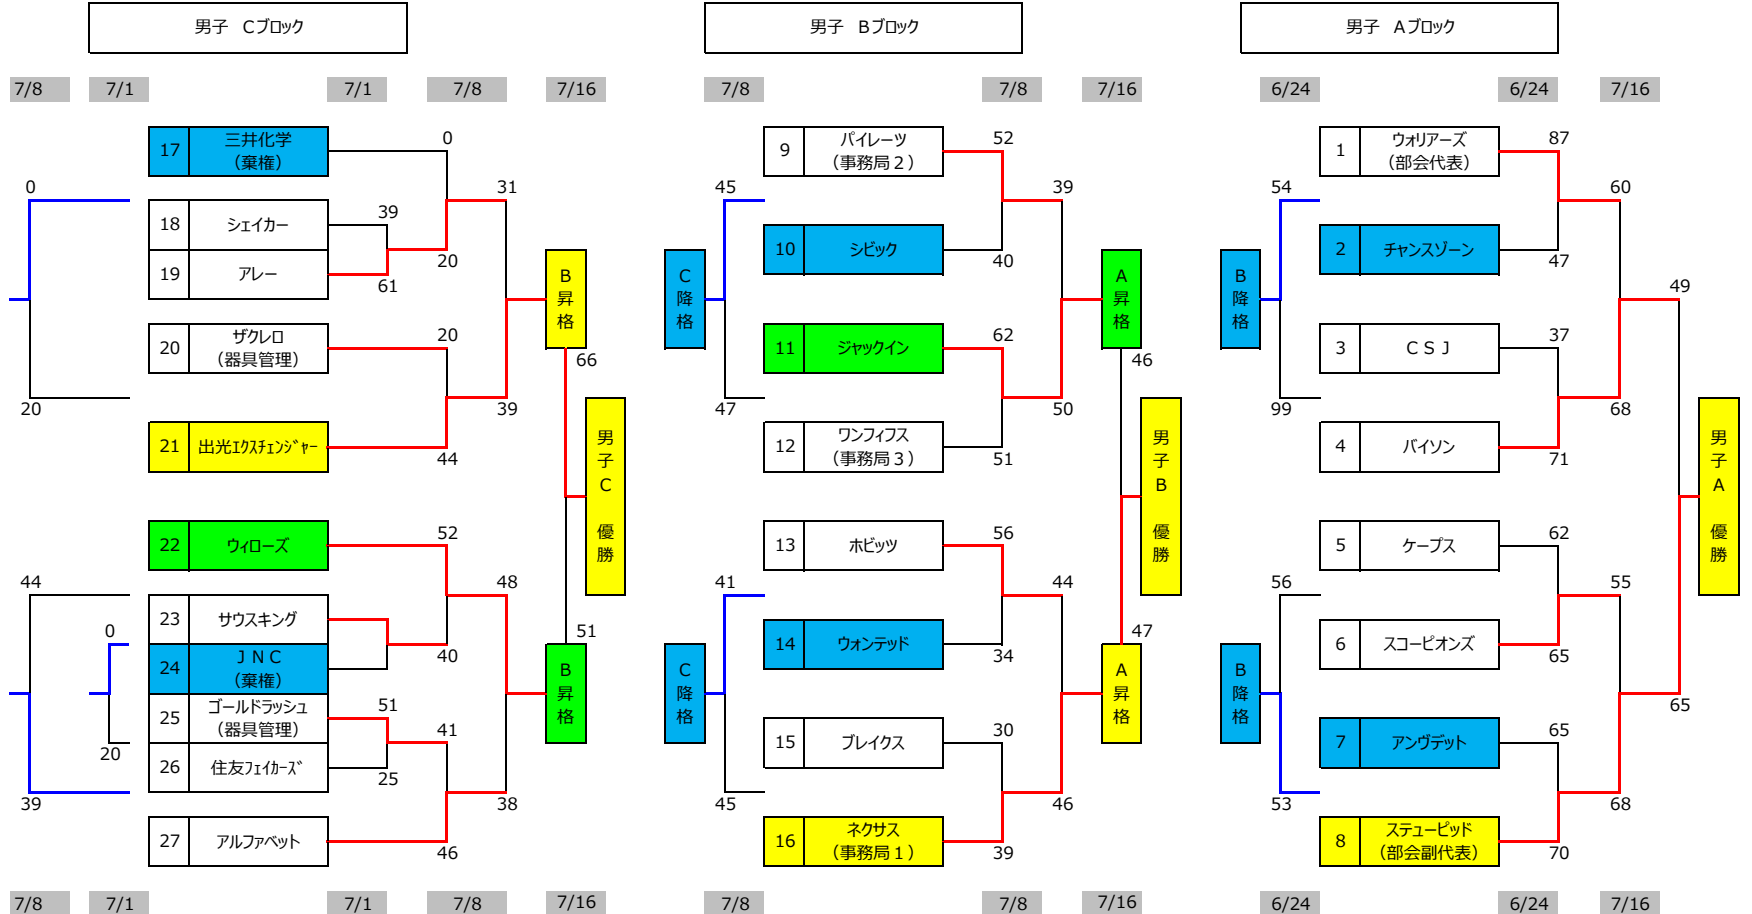 男子 Cブロック
男子 Bブロック
男子 Aブロック
7/8
7/1
7/1
7/8
7/16
7/8
7/8
7/16
6/24
6/24
7/16
17
三井化学
（棄権）
0
0
31
18
シェイカー
39
19
アレー
61
20
20
ザクレロ
（器具管理）
20
20
39
21
出光ｴｸｽﾁｪﾝｼﾞｬｰ
44
B昇格
66
男子C 優勝
22
ウィローズ
52
44
48
23
サウスキング
0
24
JNC
（棄権）
40
25
ゴールドラッシュ
（器具管理）
51
41
20
26
住友ﾌｪｲｶｰｽﾞ
25
39
38
27
アルファベット
46
51
B昇格
9
パイレーツ
（事務局２）
52
45
39
10
シビック
40
C降格
11
ジャックイン
62
47
50
12
ワンフィフス
（事務局３）
51
A昇格
46
男子B 優勝
13
ホビッツ
56
41
44
14
ウォンテッド
34
C降格
15
ブレイクス
30
45
46
16
ネクサス
（事務局１）
39
47
A昇格
1
ウォリアーズ
（部会代表）
87
54
60
2
チャンスゾーン
47
B降格
49
3
CSJ
37
99
68
4
バイソン
71
男子A 優勝
5
ケープス
62
56
55
6
スコーピオンズ
65
B降格
65
7
アンヴデット
65
53
68
8
ステューピッド
（部会副代表）
70
7/8
7/1
7/1
7/8
7/16
7/8
7/8
7/16
6/24
6/24
7/16